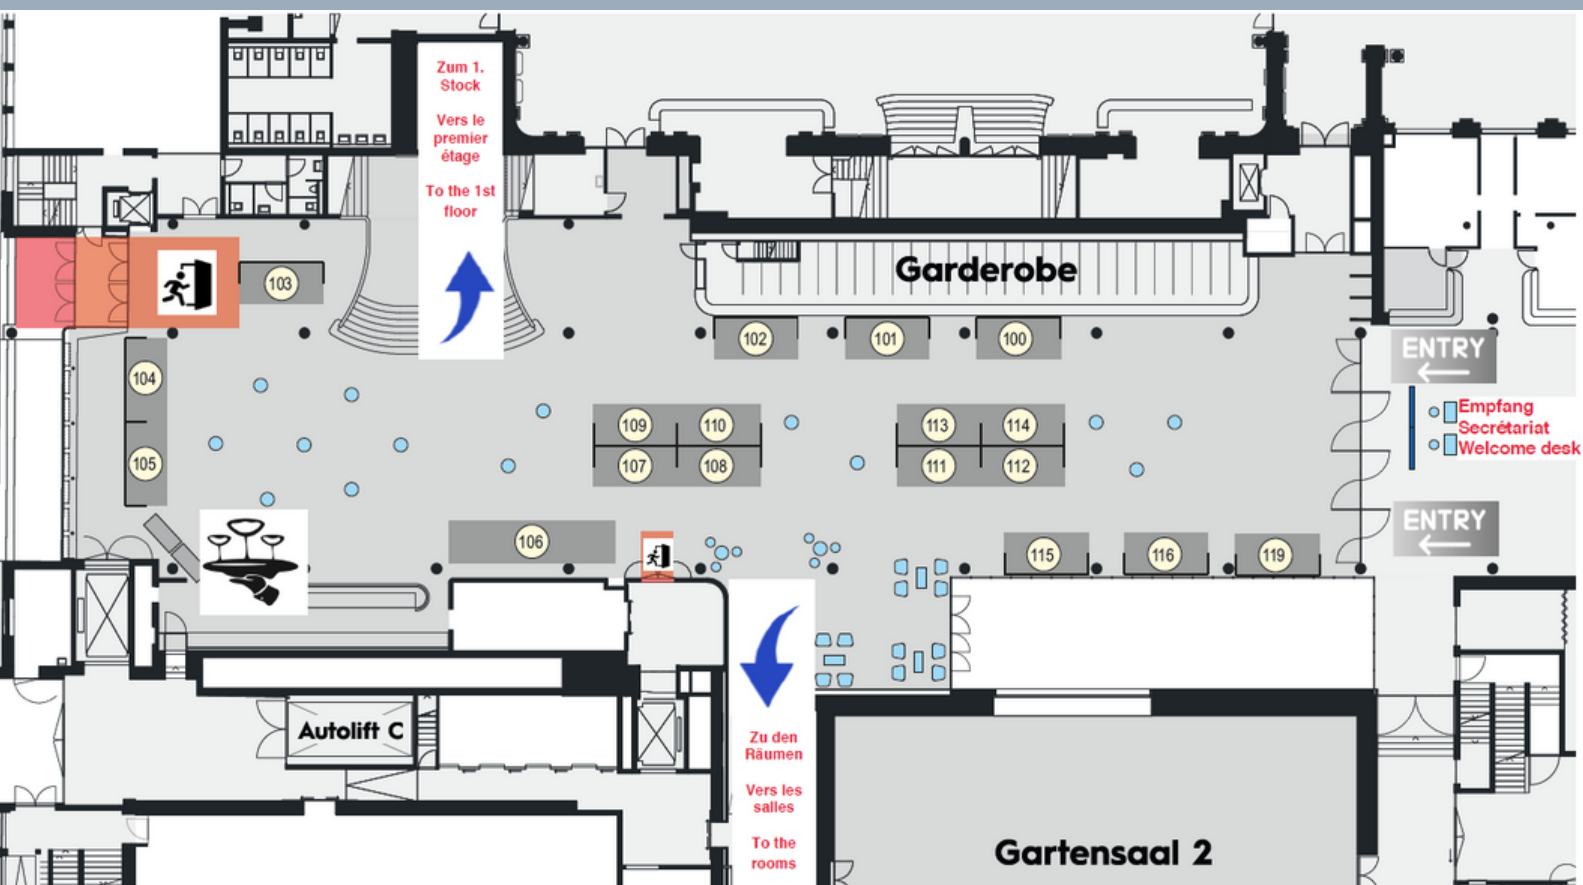 Zum 1.
Stock
Vers le
premier
étage
To the 1st
floor
Garderobe
103
102
101
100
ENTRY
104
109
110
113
114
Empfang
Secrétariat
Welcome desk
105
107
108
111
112
106
ENTRY
115
116
119
Autolift C
Zu den
Räumen
Vers les
salles
To the
rooms
Gartensaal 2